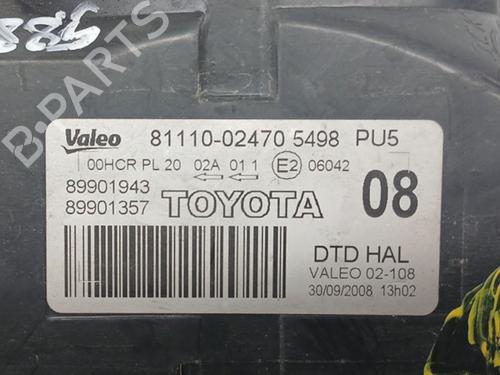 988
B-PARTS
Valeo 81110-02470 5498 PU5
00HCR PL 20 02A 01 1 E2 06042
89901943
89901357 TOYOTA 08
DTD HAL
VALEO 02-108
30/09/2008 13h02